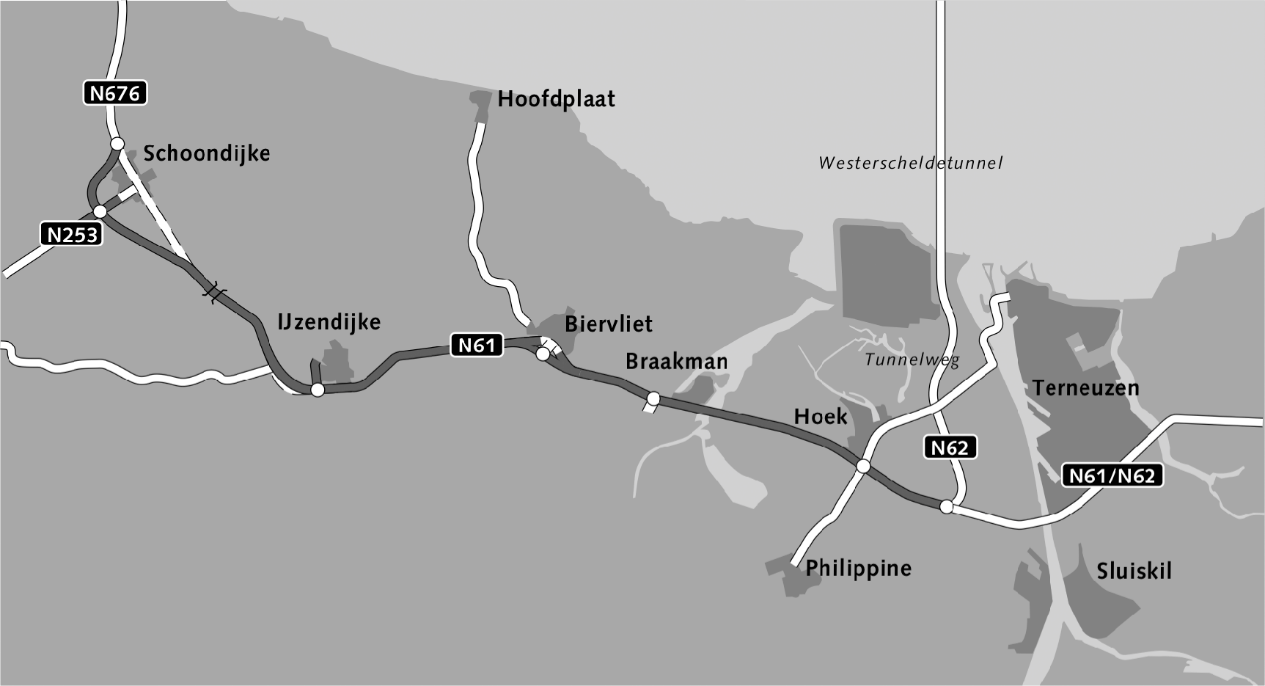 N676
Hoofdplaat
Schoondijke
Westerscheldetunnel
N253
IJzendijke
Biervliet
N61
Braakman
Tunnelweg
Terneuzen
Hoek
N62
N61/N62
Philippine
Sluiskil